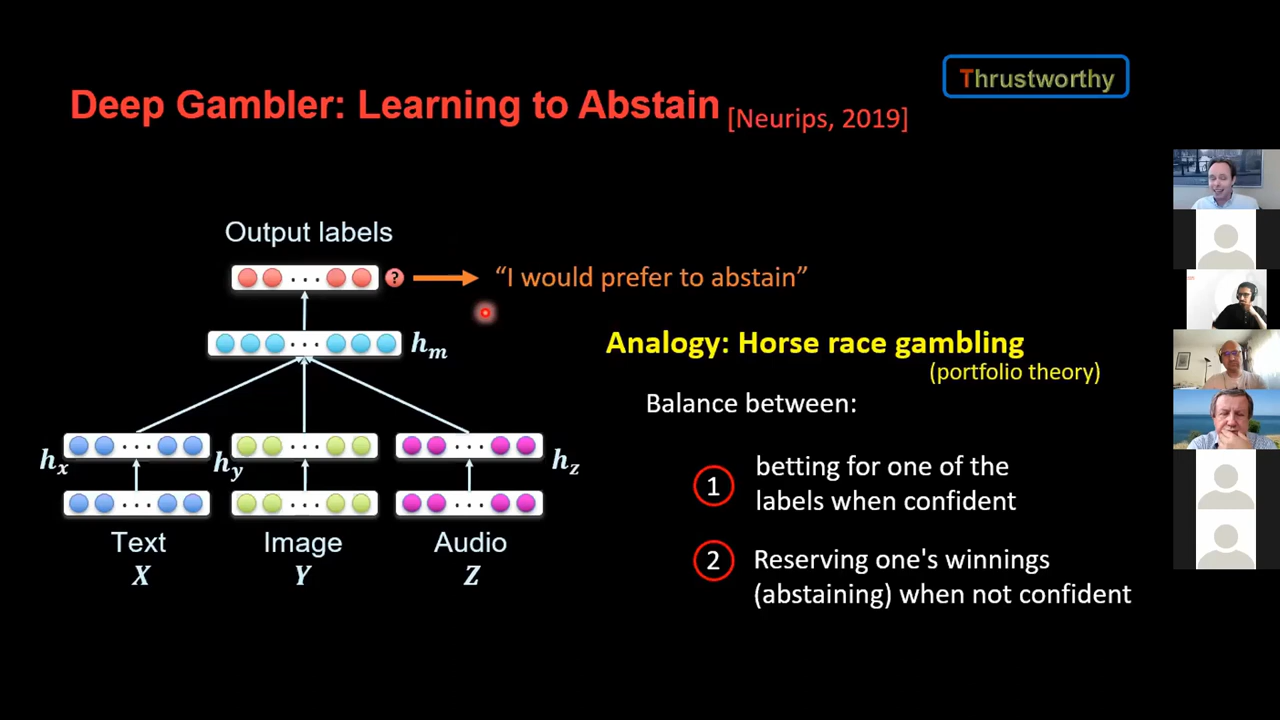 Thrustworthy
Deep Gambler: Learning to Abstain [Neurips, 2019]
Output labels
? "I would prefer to abstain"
h_m
Analogy: Horse race gambling
(portfolio theory)
Balance between:
h_x h_y h_z
1 betting for one of the
labels when confident
Text Image Audio
X Y Z
2 Reserving one's winnings
(abstaining) when not confident